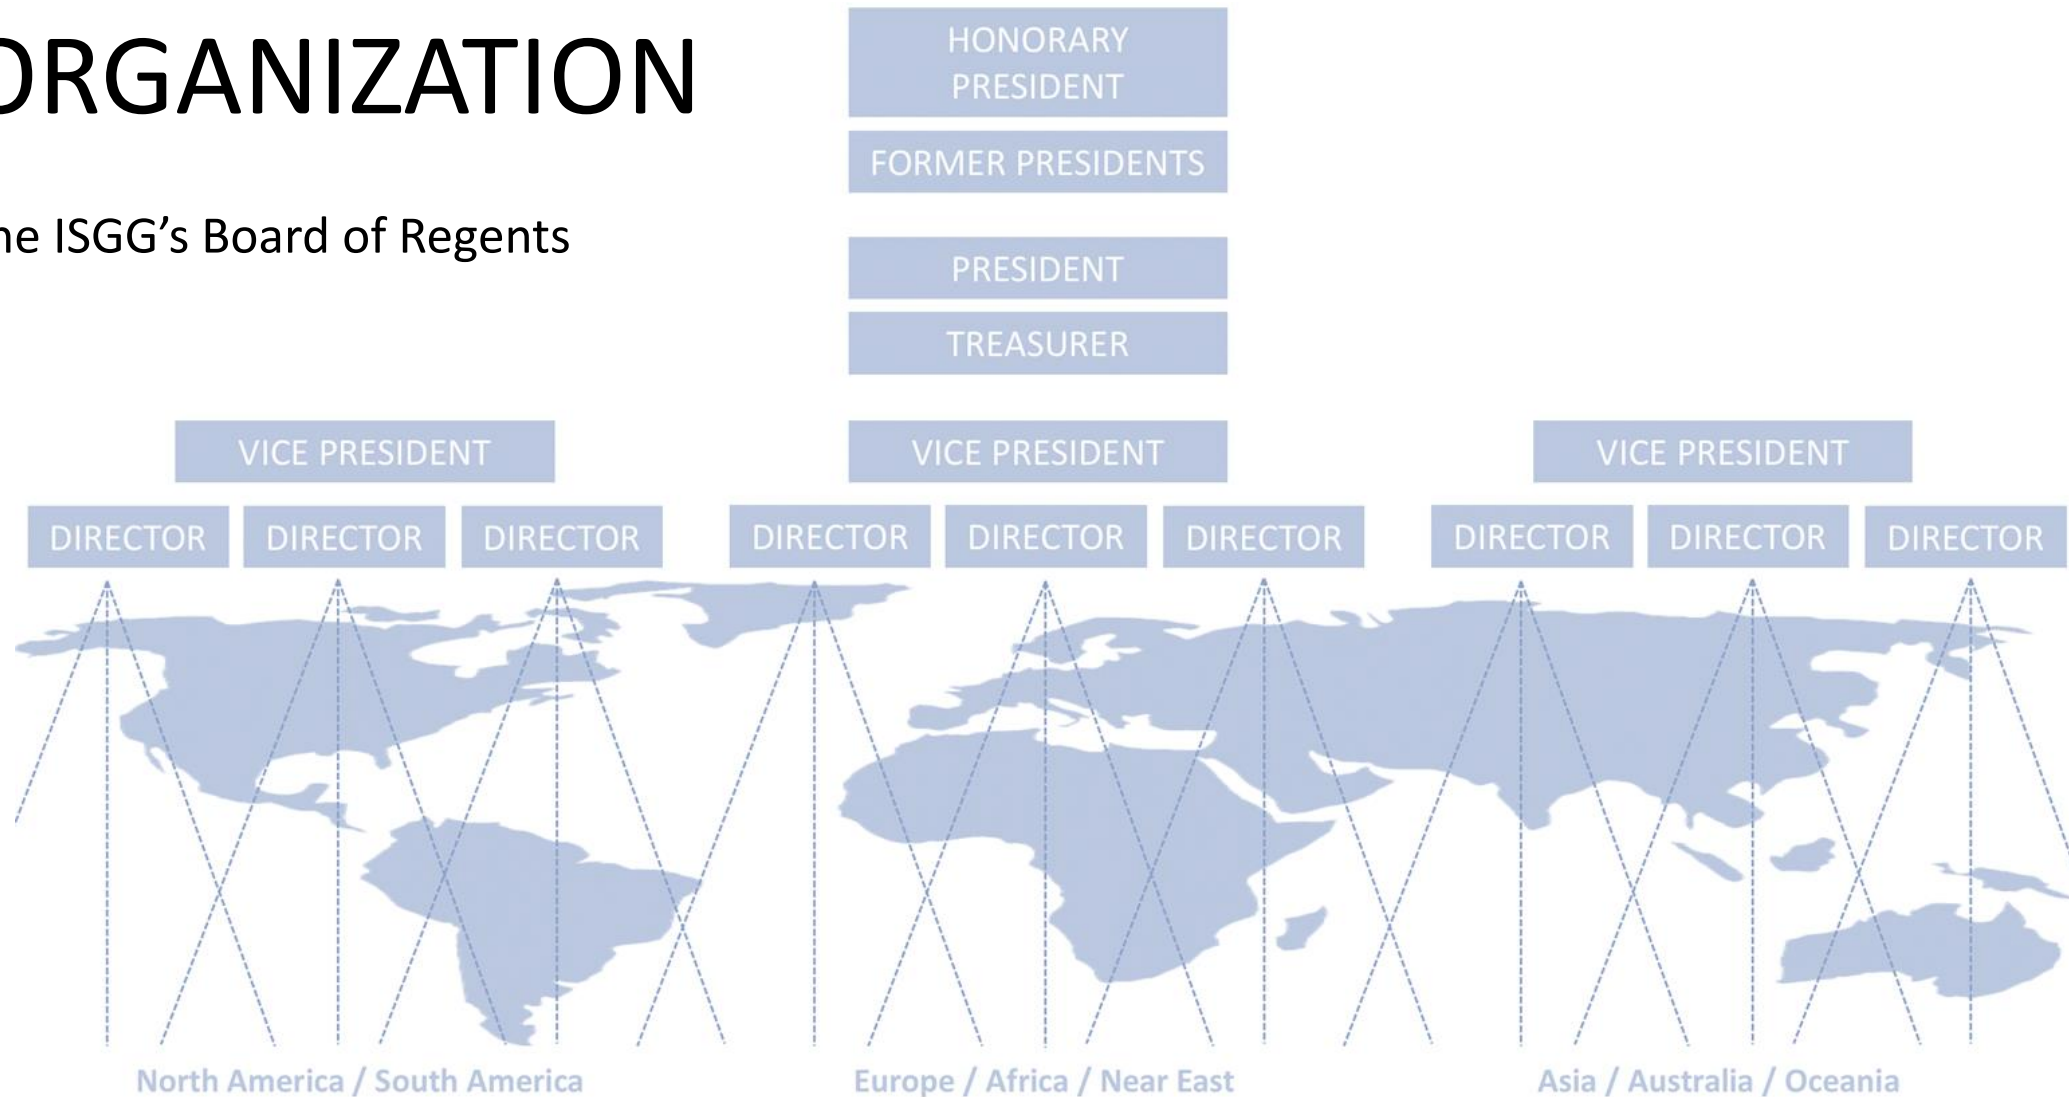 ORGANIZATION
he ISGG’s Board of Regents
HONORARY
PRESIDENT
FORMER PRESIDENTS
PRESIDENT
TREASURER
VICE PRESIDENT
VICE PRESIDENT
VICE PRESIDENT
DIRECTOR
DIRECTOR
DIRECTOR
DIRECTOR
DIRECTOR
DIRECTOR
DIRECTOR
DIRECTOR
DIRECTOR
North America / South America
Europe / Africa / Near East
Asia / Australia / Oceania